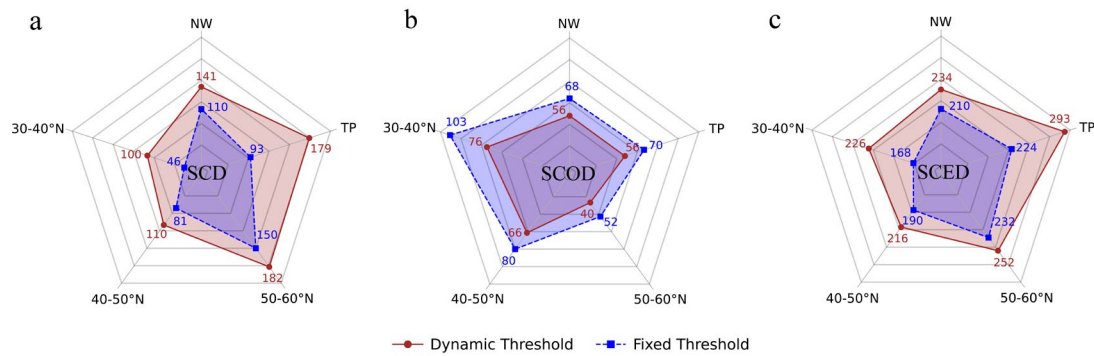 a
NW
141
110
30-40°N
TP
93
179
100
46
SCD
81
110
150
182
40-50°N
50-60°N
b
NW
68
56
103
30-40°N
76
TP
70
56
SCOD
40
52
66
80
40-50°N
50-60°N
c
NW
234
210
293
TP
30-40°N
226
224
168
SCED
190
232
216
252
40-50°N
50-60°N
Dynamic Threshold
Fixed Threshold